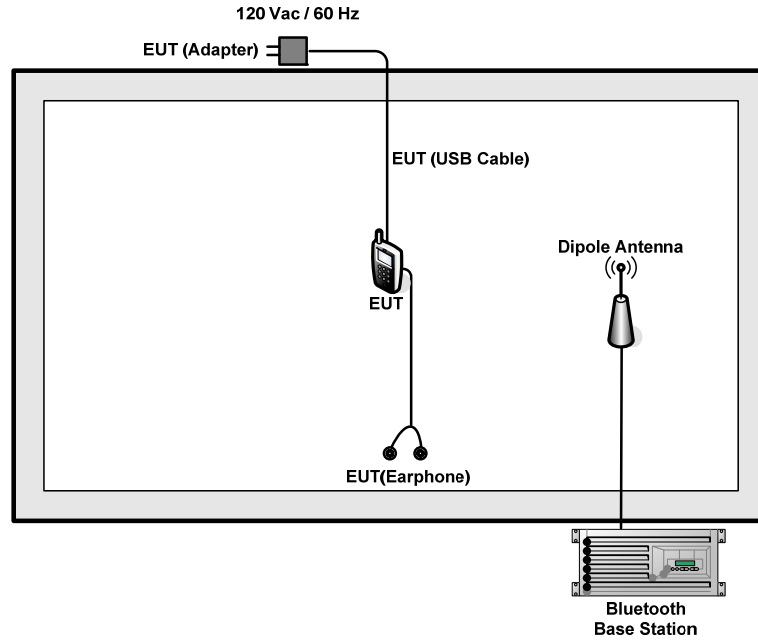 120 Vac / 60 Hz
EUT (Adapter)
EUT (USB Cable)
Dipole Antenna
EUT
EUT(Earphone)
Bluetooth
Base Station